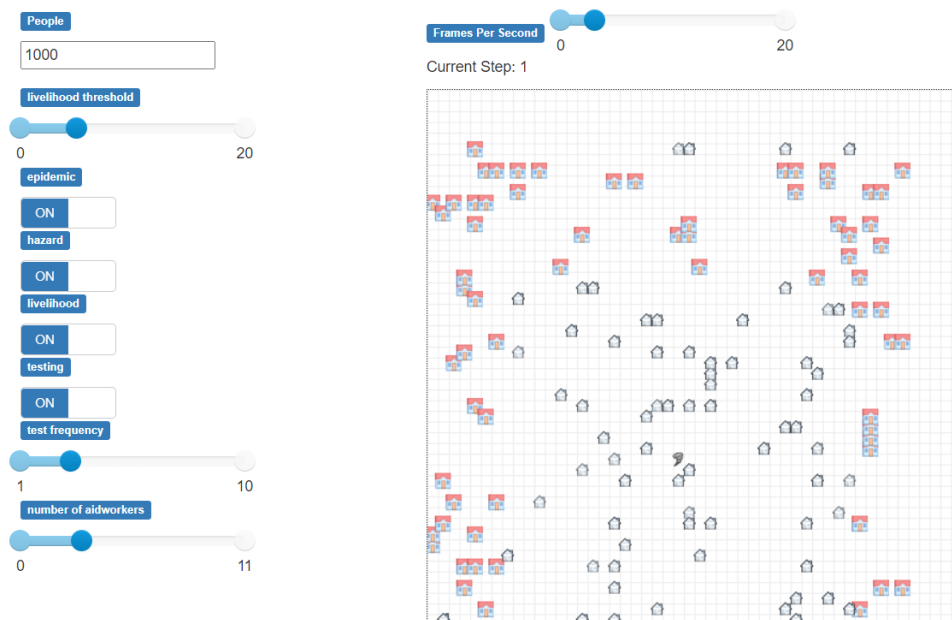 People
1000
livelihood threshold
0 20
epidemic
ON
hazard
ON
livelihood
ON
testing
ON
test frequency
1 10
number of aidworkers
0 11
Frames Per Second
0 20
Current Step: 1